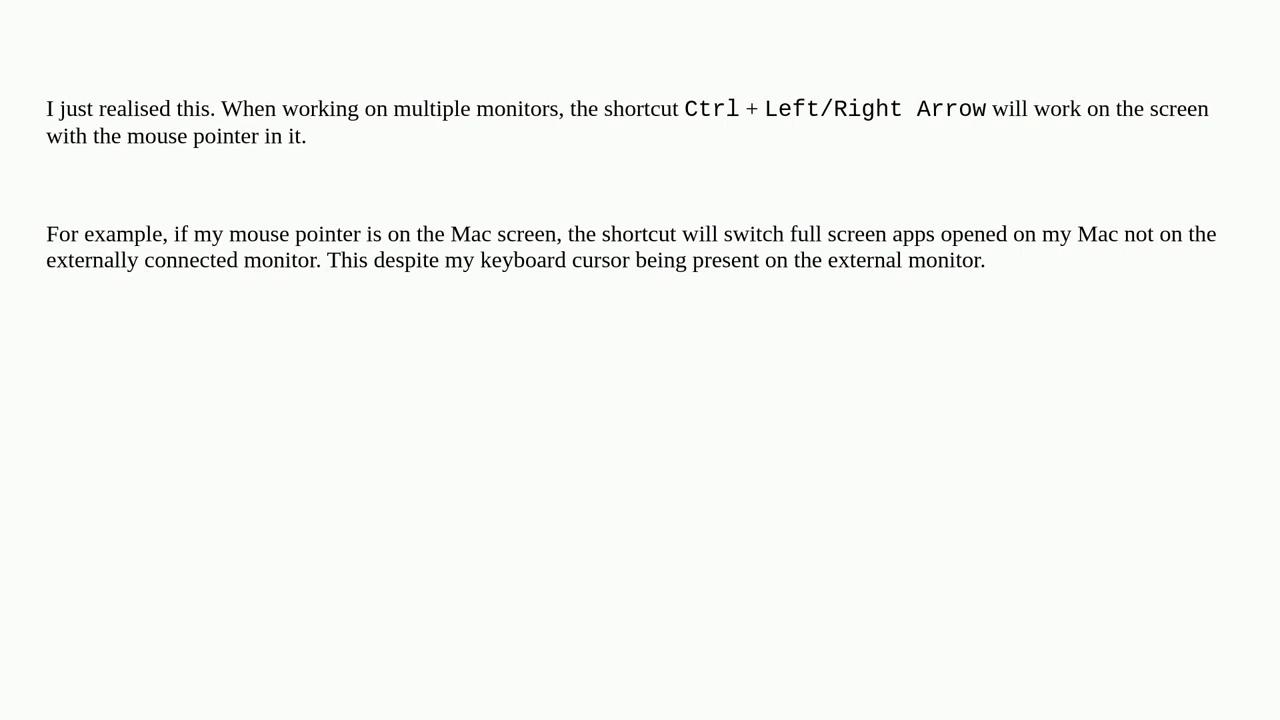 I just realised this. When working on multiple monitors, the shortcut Ctrl + Left/Right Arrow will work on the screen
with the mouse pointer in it.
For example, if my mouse pointer is on the Mac screen, the shortcut will switch full screen apps opened on my Mac not on the
externally connected monitor. This despite my keyboard cursor being present on the external monitor.